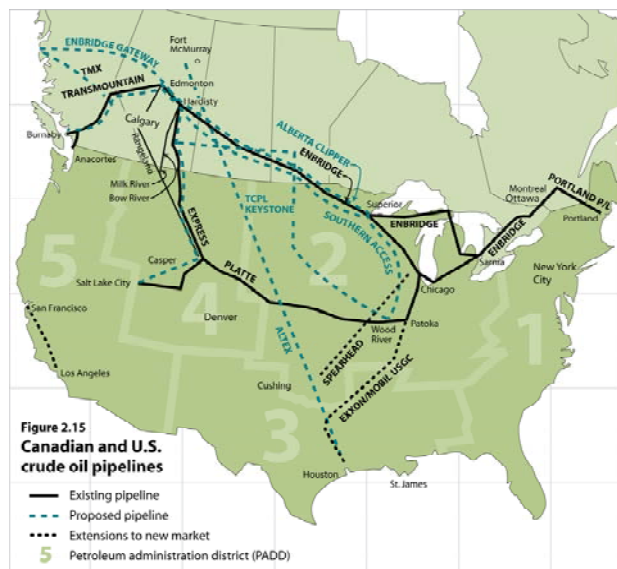 ENBRIDGE GATEWAY
Fort
McMurray
TMX
TRANSMOUNTAIN
Edmonton
Hardisty
Calgary
Burnaby
Rangeland
Anacortes
Milk River
Bow River
ALBERTA CLIPPER
ENBRIDGE
TCPL
KEYSTONE
Superior
SOUTHERN ACCESS
ENBRIDGE
Montreal
Ottawa
PORTLAND P/L
Portland
ENBRIDGE
Sarnia
New York
City
EXPRESS
Casper
Salt Lake City
PLATTE
Chicago
5
4
2
1
3
San Francisco
Denver
Wood
River
Patoka
ALTEX
SPEARHEAD
EXXON/MOBIL USGC
Los Angeles
Cushing
Houston
St. James
Figure 2.15
Canadian and U.S.
crude oil pipelines
Existing pipeline
Proposed pipeline
Extensions to new market
5 Petroleum administration district (PADD)